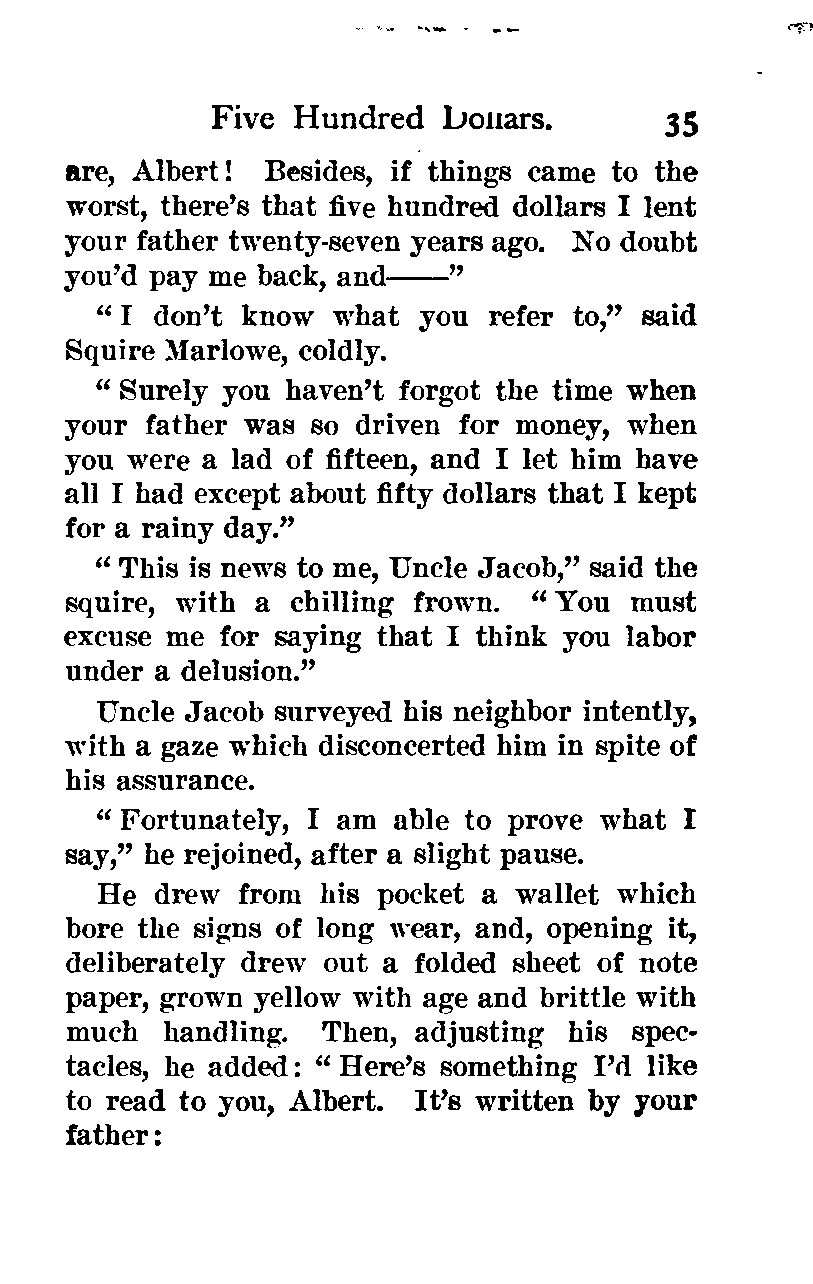 Five Hundred Dollars. 35
are, Albert! Besides, if things came to the
worst, there's that five hundred dollars I lent
your father twenty-seven years ago. No doubt
you'd pay me back, and——"
"I don't know what you refer to," said
Squire Marlowe, coldly.
"Surely you haven't forgot the time when
your father was so driven for money, when
you were a lad of fifteen, and I let him have
all I had except about fifty dollars that I kept
for a rainy day."
"This is news to me, Uncle Jacob," said the
squire, with a chilling frown. "You must
excuse me for saying that I think you labor
under a delusion."
Uncle Jacob surveyed his neighbor intently,
with a gaze which disconcerted him in spite of
his assurance.
"Fortunately, I am able to prove what I
say," he rejoined, after a slight pause.
He drew from his pocket a wallet which
bore the signs of long wear, and, opening it,
deliberately drew out a folded sheet of note
paper, grown yellow with age and brittle with
much handling. Then, adjusting his spec-
tacles, he added: "Here's something I'd like
to read to you, Albert. It's written by your
father: